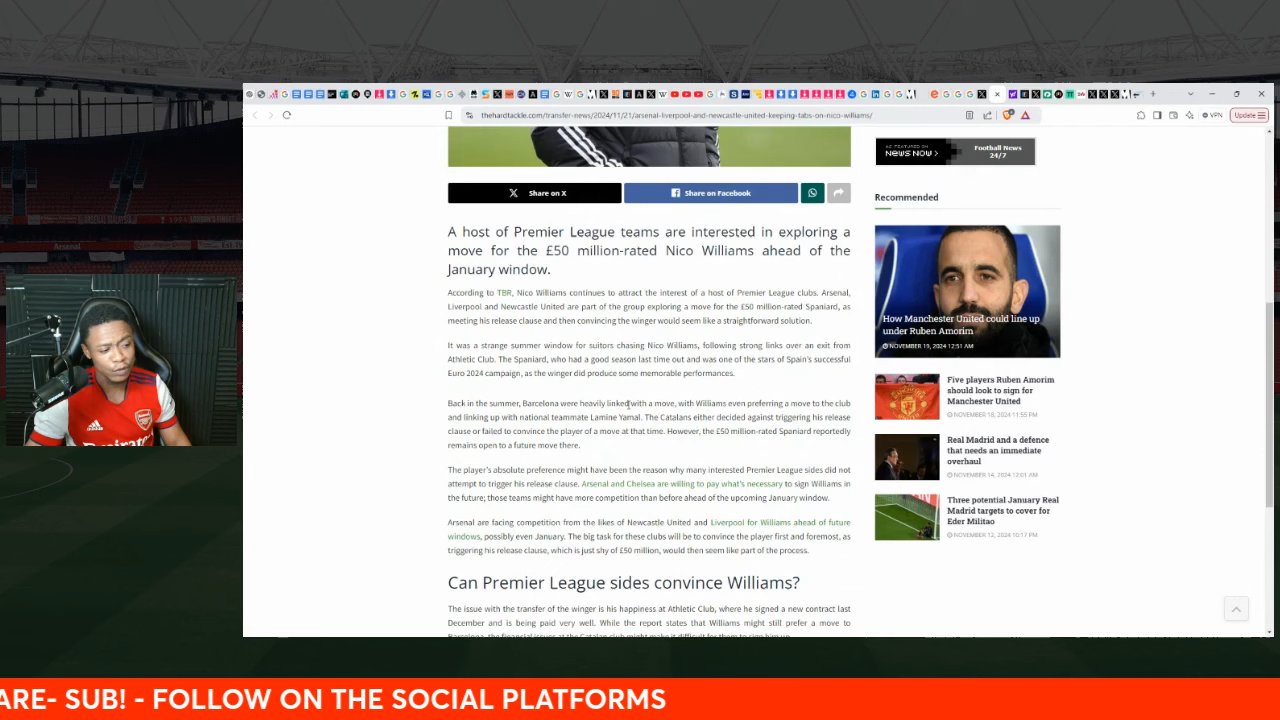 thehardtackle.com/transfer-news/2024/11/21/arsenal-liverpool-and-newcastle-united-keeping-tabs-on-nico-williams/
VPN
Update
Share on X
Share on Facebook
A host of Premier League teams are interested in exploring a
move for the £50 million-rated Nico Williams ahead of the
January window.
According to TBR, Nico Williams continues to attract the interest of a host of Premier League clubs. Arsenal,
Liverpool and Newcastle United are part of the group exploring a move for the £50 million-rated Spaniard, as
meeting his release clause and then convincing the winger would seem like a straightforward solution.
It was a strange summer window for suitors chasing Nico Williams, following strong links over an exit from
Athletic Club. The Spaniard, who had a good season last time out and was one of the stars of Spain's successful
Euro 2024 campaign, as the winger did produce some memorable performances.
Back in the summer, Barcelona were heavily linked with a move, with Williams even preferring a move to the club
and linking up with national teammate Lamine Yamal. The Catalans either decided against triggering his release
clause or failed to convince the player of a move at that time. However, the £50 million-rated Spaniard reportedly
remains open to a future move there.
The player's absolute preference might have been the reason why many interested Premier League sides did not
attempt to trigger his release clause. Arsenal and Chelsea are willing to pay what's necessary to sign Williams in
the future; those teams might have more competition than before ahead of the upcoming January window.
Arsenal are facing competition from the likes of Newcastle United and Liverpool for Williams ahead of future
windows, possibly even January. The big task for these clubs will be to convince the player first and foremost, as
triggering his release clause, which is just shy of £50 million, would then seem like part of the process.
Can Premier League sides convince Williams?
The issue with the transfer of the winger is his happiness at Athletic Club, where he signed a new contract last
December and is being paid very well. While the report states that Williams might still prefer a move to
Barcelona, the financial issues at the Catalan club might make it difficult for them to sign him up.
AS FEATURED ON
NEWS NOW
Football News
24/7
Recommended
How Manchester United could line up
under Ruben Amorim
NOVEMBER 19, 2024 12:51 AM
Five players Ruben Amorim
should look to sign for
Manchester United
NOVEMBER 18, 2024 11:55 PM
Real Madrid and a defence
that needs an immediate
overhaul
NOVEMBER 14, 2024 12:01 AM
Three potential January Real
Madrid targets to cover for
Eder Militao
NOVEMBER 12, 2024 10:17 PM
ARE- SUB! - FOLLOW ON THE SOCIAL PLATFORMS